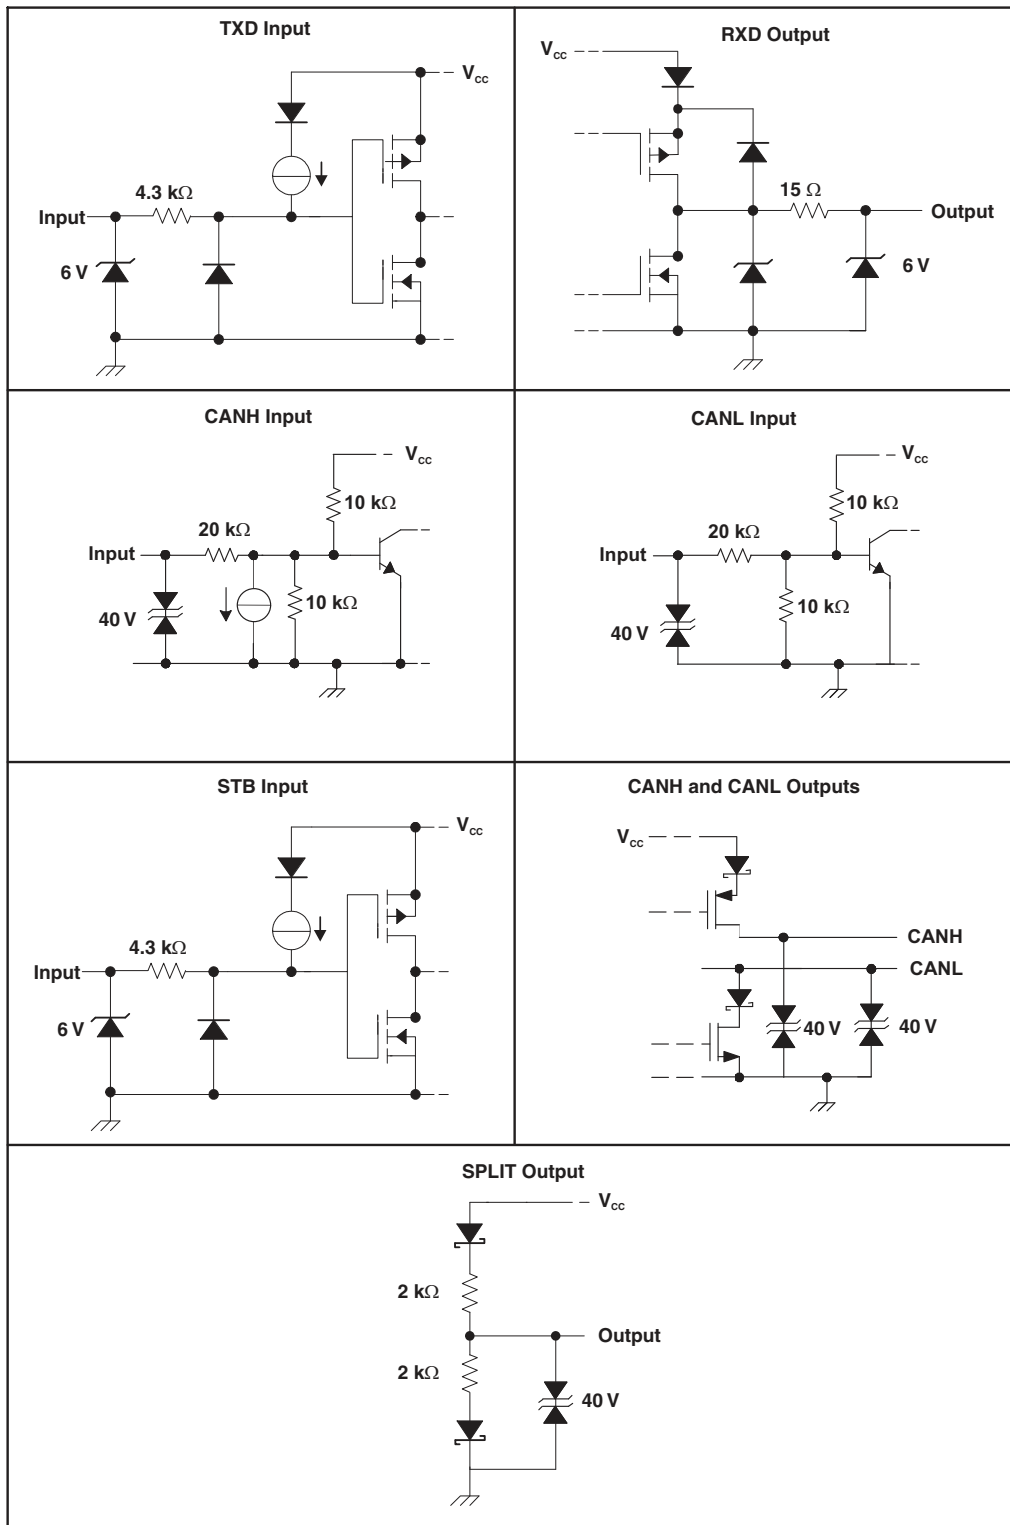 TXD Input
V_CC
4.3 kΩ
Input
6 V
RXD Output
V_CC
15 Ω
Output
6 V
CANH Input
V_CC
10 kΩ
20 kΩ
Input
10 kΩ
40 V
CANL Input
V_CC
10 kΩ
20 kΩ
Input
10 kΩ
40 V
STB Input
V_CC
4.3 kΩ
Input
6 V
CANH and CANL Outputs
V_CC
CANH
CANL
40 V
40 V
SPLIT Output
V_CC
2 kΩ
Output
2 kΩ
40 V